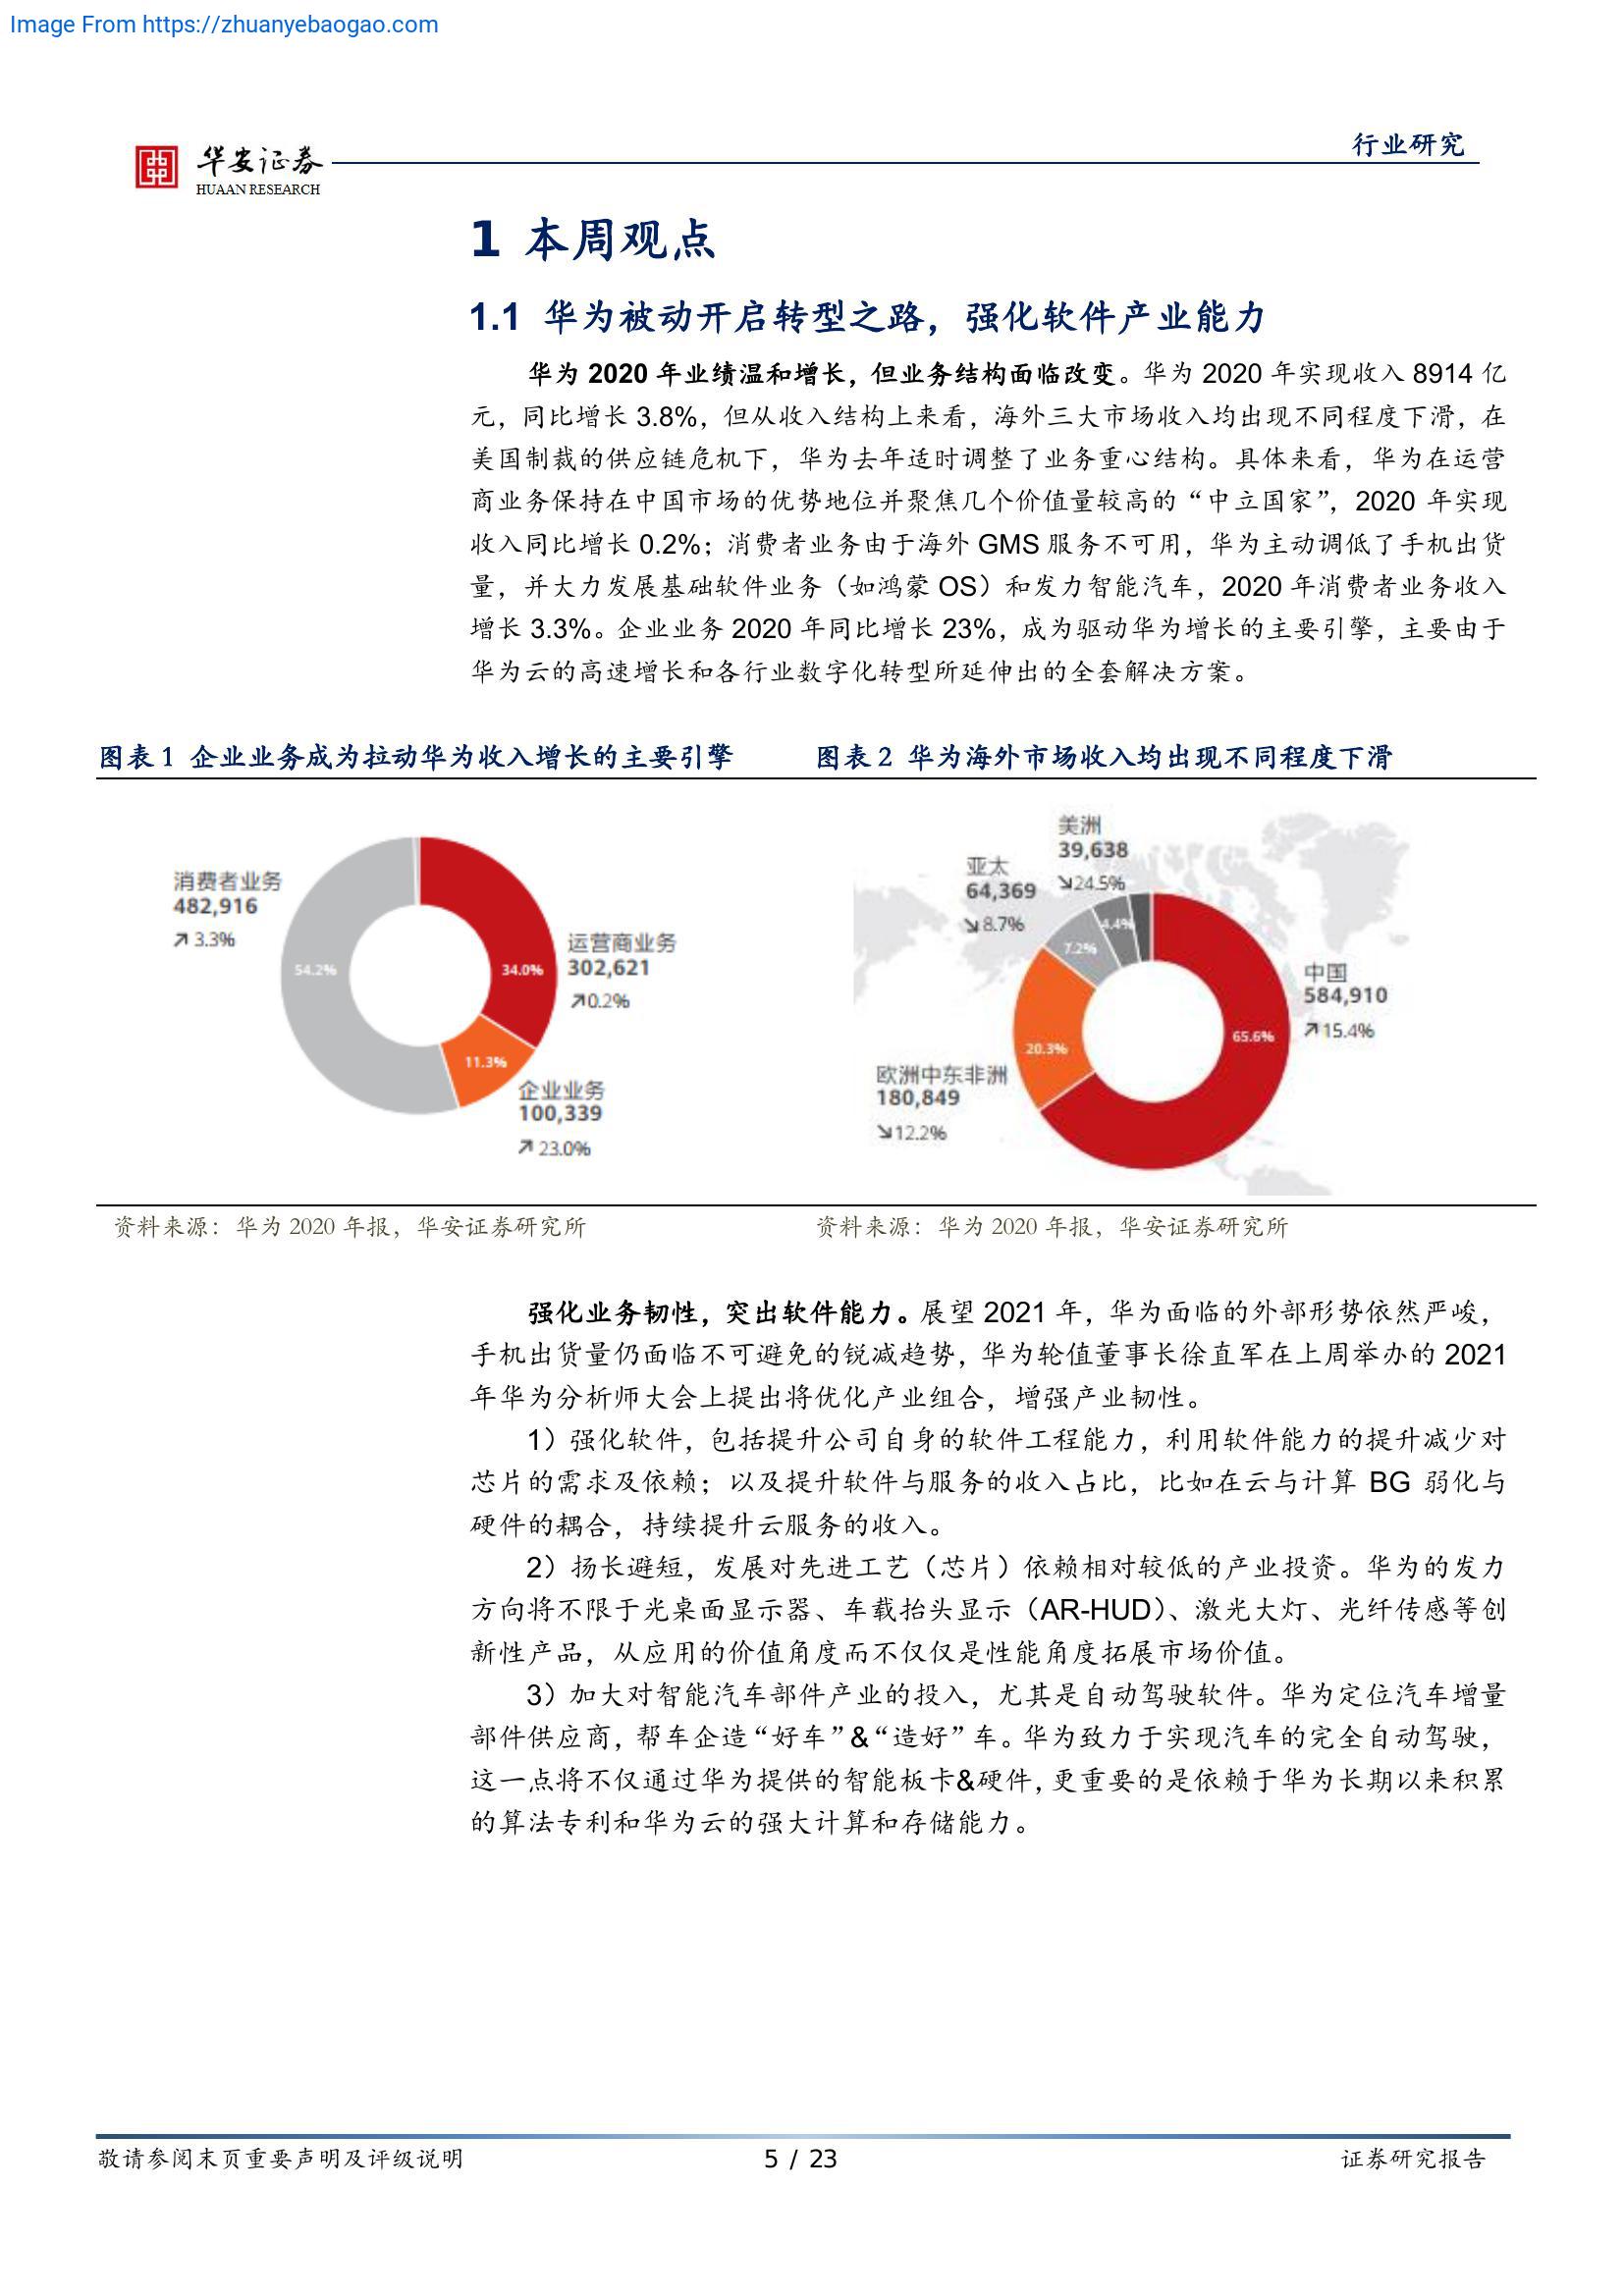 Image From https://zhuanyebaogao.com
华安证券
HUAAN RESEARCH
行业研究
1 本周观点
1.1 华为被动开启转型之路，强化软件产业能力
华为 2020 年业绩温和增长，但业务结构面临改变。华为 2020 年实现收入 8914 亿
元，同比增长 3.8%，但从收入结构上来看，海外三大市场收入均出现不同程度下滑，在
美国制裁的供应链危机下，华为去年适时调整了业务重心结构。具体来看，华为在运营
商业务保持在中国市场的优势地位并聚焦几个价值量较高的“中立国家”，2020 年实现
收入同比增长 0.2%；消费者业务由于海外 GMS 服务不可用，华为主动调低了手机出货
量，并大力发展基础软件业务（如鸿蒙 OS）和发力智能汽车，2020 年消费者业务收入
增长 3.3%。企业业务 2020 年同比增长 23%，成为驱动华为增长的主要引擎，主要由于
华为云的高速增长和各行业数字化转型所延伸出的全套解决方案。
图表 1 企业业务成为拉动华为收入增长的主要引擎
消费者业务
482,916
↗ 3.3%
54.2%
34.0%
运营商业务
302,621
↗0.2%
11.3%
企业业务
100,339
↗ 23.0%
资料来源：华为 2020 年报，华安证券研究所
图表 2 华为海外市场收入均出现不同程度下滑
美洲
39,638
↘24.5%
亚太
64,369
↘8.7%
4.4%
7.2%
中国
584,910
↗15.4%
65.6%
20.3%
欧洲中东非洲
180,849
↘12.2%
资料来源：华为 2020 年报，华安证券研究所
强化业务韧性，突出软件能力。展望 2021 年，华为面临的外部形势依然严峻，
手机出货量仍面临不可避免的锐减趋势，华为轮值董事长徐直军在上周举办的 2021
年华为分析师大会上提出将优化产业组合，增强产业韧性。
1）强化软件，包括提升公司自身的软件工程能力，利用软件能力的提升减少对
芯片的需求及依赖；以及提升软件与服务的收入占比，比如在云与计算 BG 弱化与
硬件的耦合，持续提升云服务的收入。
2）扬长避短，发展对先进工艺（芯片）依赖相对较低的产业投资。华为的发力
方向将不限于光桌面显示器、车载抬头显示（AR-HUD）、激光大灯、光纤传感等创
新性产品，从应用的价值角度而不仅仅是性能角度拓展市场价值。
3）加大对智能汽车部件产业的投入，尤其是自动驾驶软件。华为定位汽车增量
部件供应商，帮车企造“好车”&“造好”车。华为致力于实现汽车的完全自动驾驶，
这一点将不仅通过华为提供的智能板卡&硬件，更重要的是依赖于华为长期以来积累
的算法专利和华为云的强大计算和存储能力。
敬请参阅末页重要声明及评级说明
5 / 23
证券研究报告